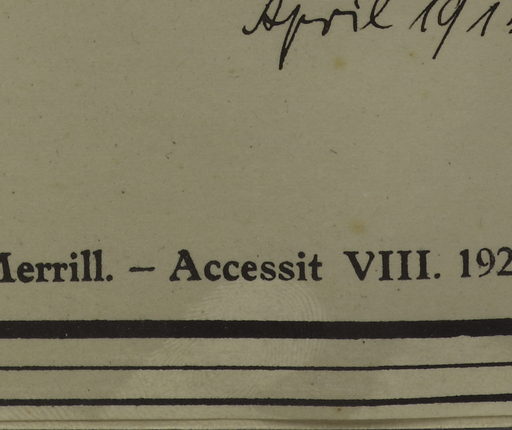 April 191
Merrill. – Accessit VIII. 192